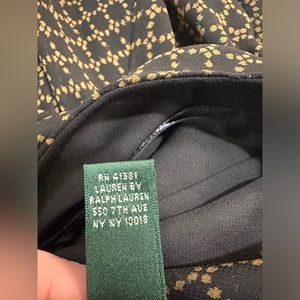 RN 41381
LAUREN BY
RALPH LAUREN
550 7TH AVE
NY NY 10018